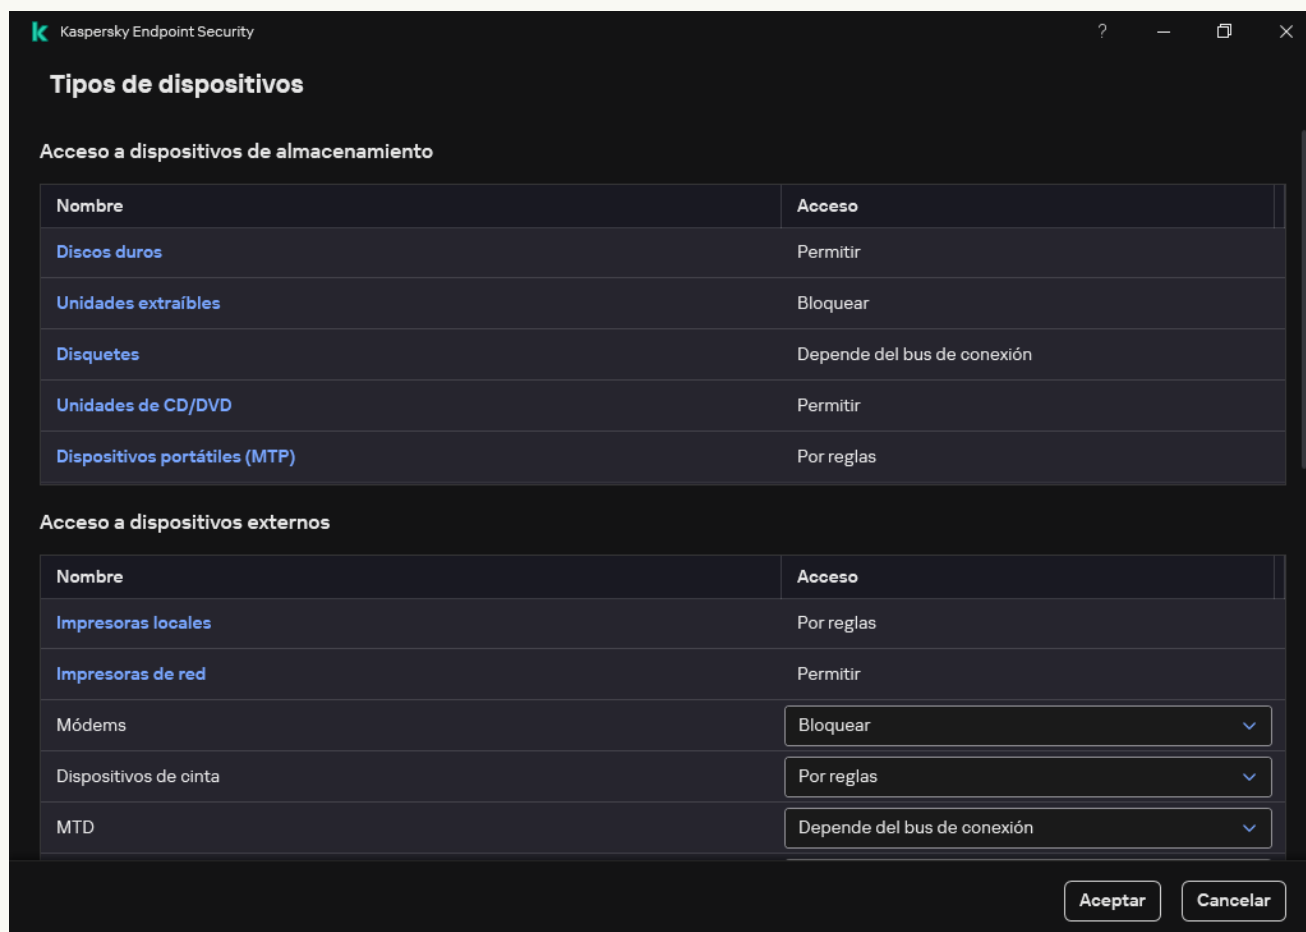 Kaspersky Endpoint Security
Tipos de dispositivos
Acceso a dispositivos de almacenamiento
Nombre Acceso
Discos duros Permitir
Unidades extraíbles Bloquear
Disquetes Depende del bus de conexión
Unidades de CD/DVD Permitir
Dispositivos portátiles (MTP) Por reglas
Acceso a dispositivos externos
Nombre Acceso
Impresoras locales Por reglas
Impresoras de red Permitir
Módems Bloquear
Dispositivos de cinta Por reglas
MTD Depende del bus de conexión
Aceptar Cancelar